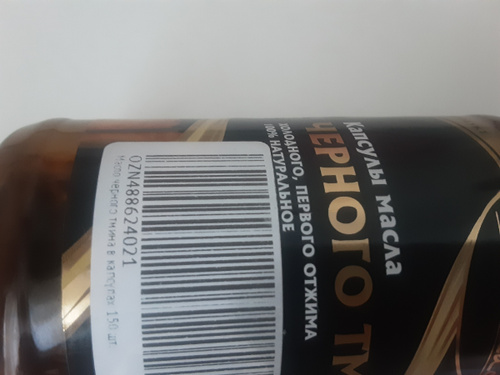 Капсулы масла
ЧЕРНОГО ТМ
ХОЛОДНОГО, ПЕРВОГО ОТЖИМА
100% НАТУРАЛЬНОЕ
OZN488624021
Масло черного тмина в капсулах 150 шт